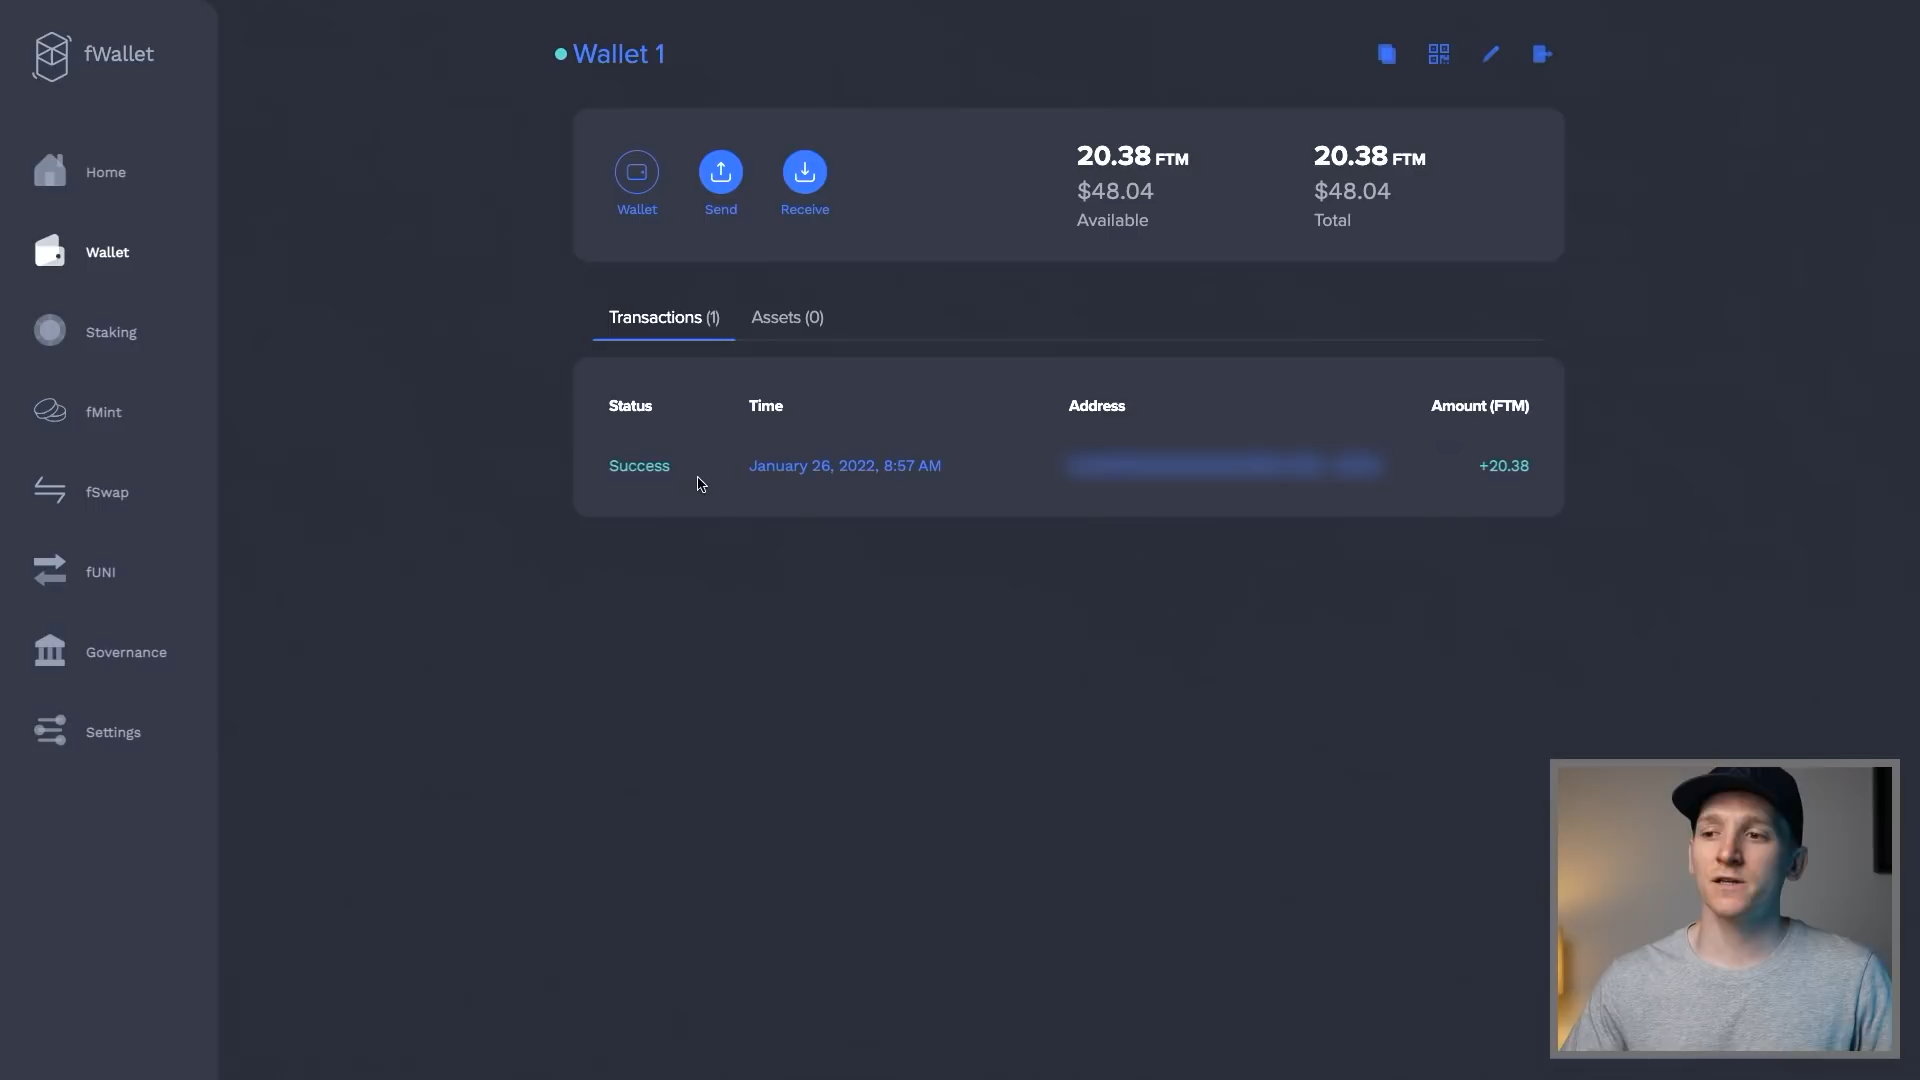 fWallet
Home
Wallet
Staking
fMint
fSwap
fUNI
Governance
Settings
Wallet 1
Wallet
Send
Receive
20.38 FTM
$48.04
Available
20.38 FTM
$48.04
Total
Transactions (1) Assets (0)
Status Time Address Amount (FTM)
Success January 26, 2022, 8:57 AM +20.38